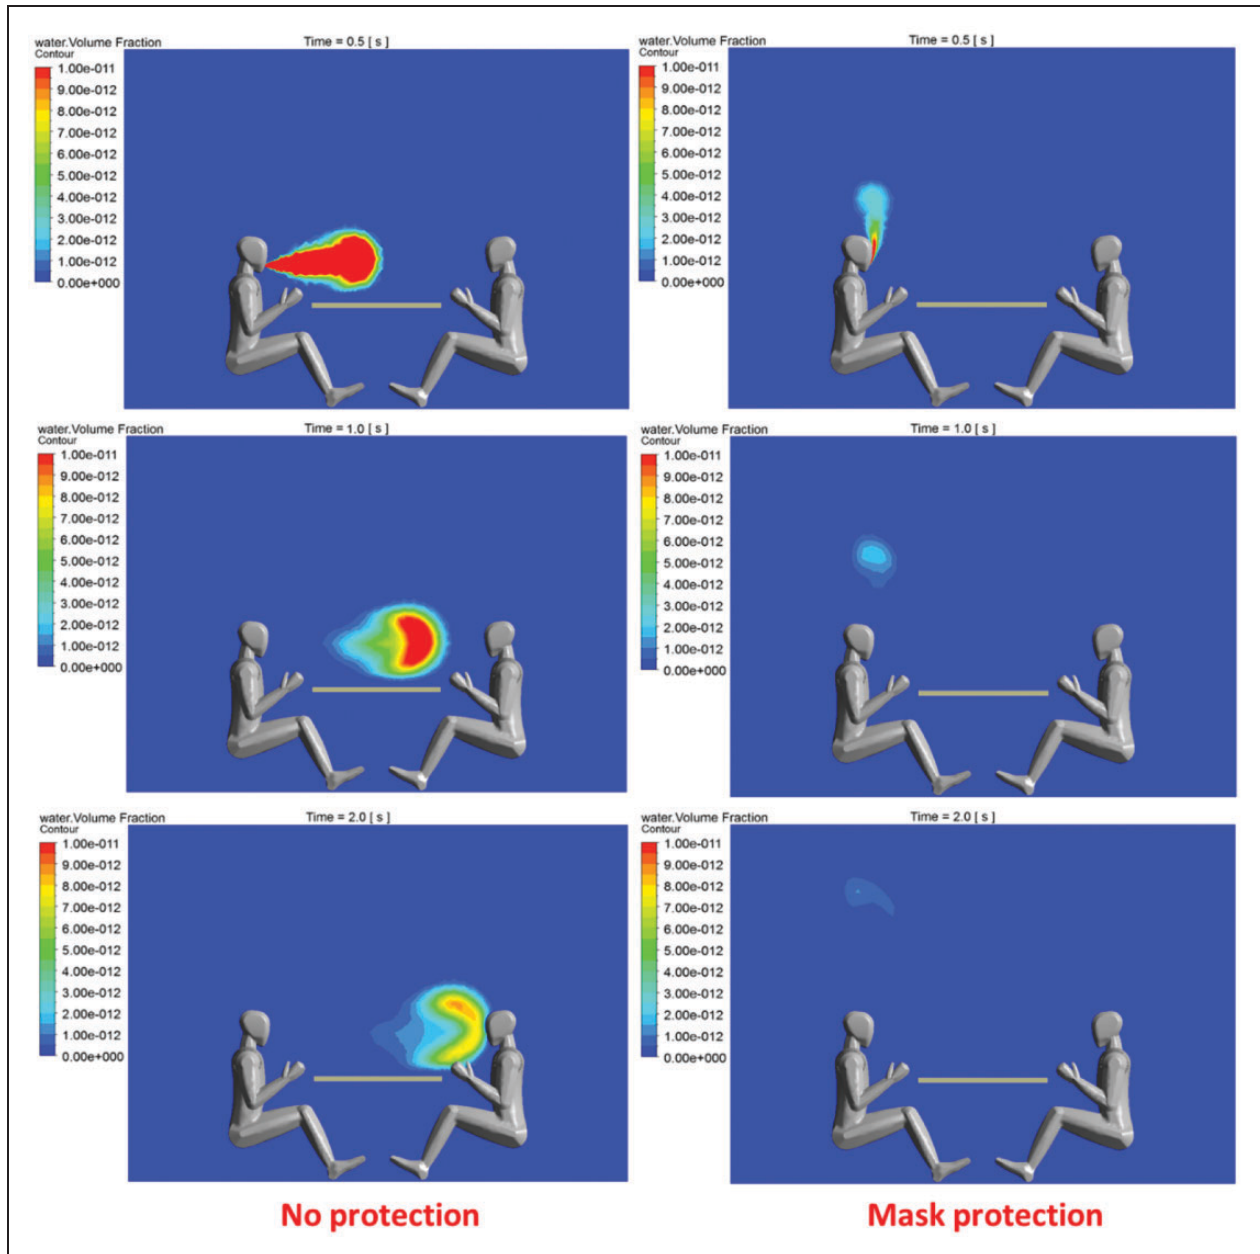 water.Volume Fraction
Contour
Time = 0.5 [ s ]
1.00e-011
9.00e-012
8.00e-012
7.00e-012
6.00e-012
5.00e-012
4.00e-012
3.00e-012
2.00e-012
1.00e-012
0.00e+000
water.Volume Fraction
Contour
Time = 0.5 [ s ]
1.00e-011
9.00e-012
8.00e-012
7.00e-012
6.00e-012
5.00e-012
4.00e-012
3.00e-012
2.00e-012
1.00e-012
0.00e+000
water.Volume Fraction
Contour
Time = 1.0 [ s ]
1.00e-011
9.00e-012
8.00e-012
7.00e-012
6.00e-012
5.00e-012
4.00e-012
3.00e-012
2.00e-012
1.00e-012
0.00e+000
water.Volume Fraction
Contour
Time = 1.0 [ s ]
1.00e-011
9.00e-012
8.00e-012
7.00e-012
6.00e-012
5.00e-012
4.00e-012
3.00e-012
2.00e-012
1.00e-012
0.00e+000
water.Volume Fraction
Contour
Time = 2.0 [ s ]
1.00e-011
9.00e-012
8.00e-012
7.00e-012
6.00e-012
5.00e-012
4.00e-012
3.00e-012
2.00e-012
1.00e-012
0.00e+000
water.Volume Fraction
Contour
Time = 2.0 [ s ]
1.00e-011
9.00e-012
8.00e-012
7.00e-012
6.00e-012
5.00e-012
4.00e-012
3.00e-012
2.00e-012
1.00e-012
0.00e+000
No protection
Mask protection